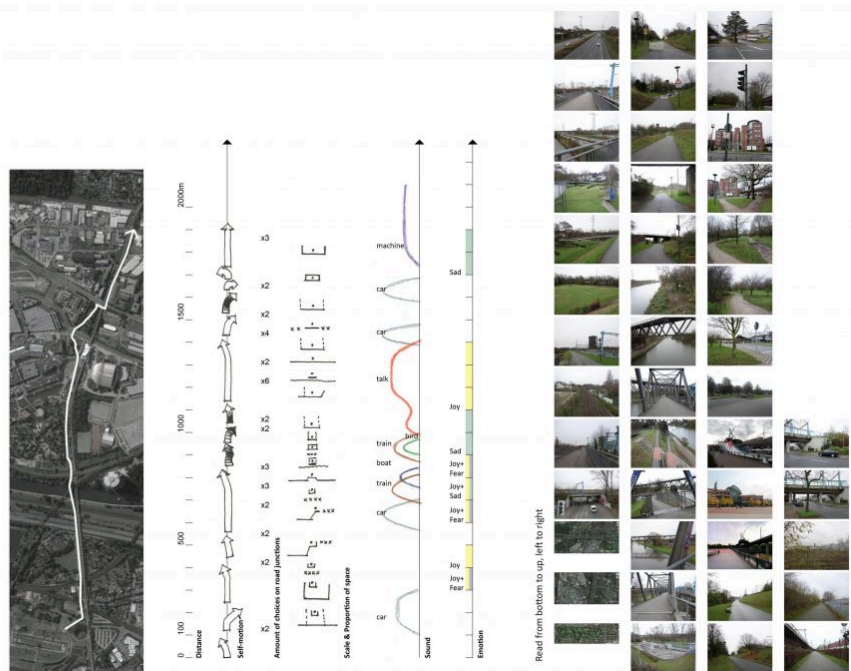 2000m
1500
1000
500
100
0
Distance
Self-motion
x3
x2
x2
x4
x2
x6
x2
x2
x3
x3
x2
x2
x2
x2
Amount of choices on road junctions
Scale & Proportion of space
machine
car
car
talk
bird
train
boat
train
car
car
Sound
Sad
Joy
Sad
Joy+
Fear
Joy+
Sad
Joy+
Fear
Joy
Joy+
Fear
Emotion
Read from bottom to up, left to right